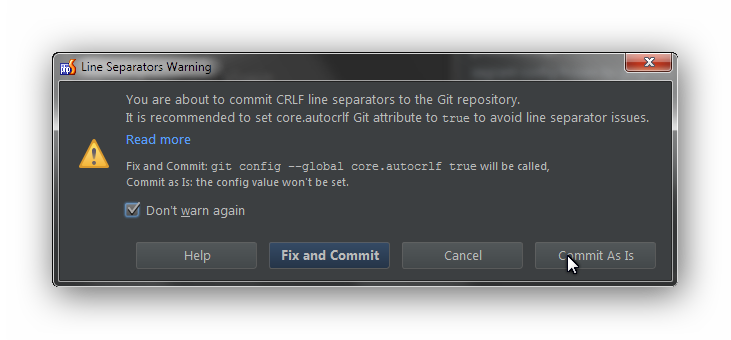 Line Separators Warning
You are about to commit CRLF line separators to the Git repository.
It is recommended to set core.autocrlf Git attribute to true to avoid line separator issues.
Read more
Fix and Commit: git config --global core.autocrlf true will be called,
Commit as Is: the config value won't be set.
Don't warn again
Help
Fix and Commit
Cancel
Commit As Is